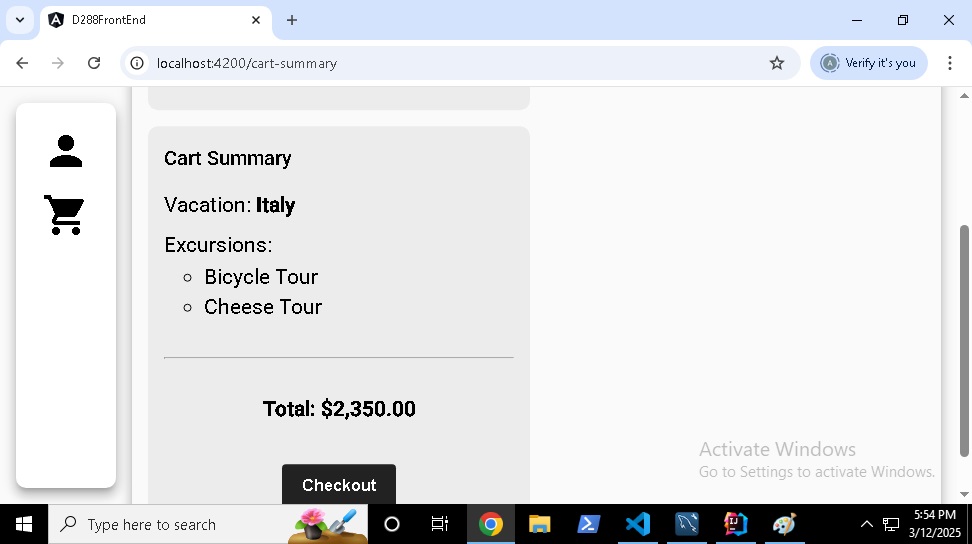 D288FrontEnd
localhost:4200/cart-summary
A
Verify it's you
Cart Summary
Vacation: Italy
Excursions:
Bicycle Tour
Cheese Tour
Total: $2,350.00
Checkout
Activate Windows
Go to Settings to activate Windows.
Type here to search
IJ
5:54 PM
3/12/2025